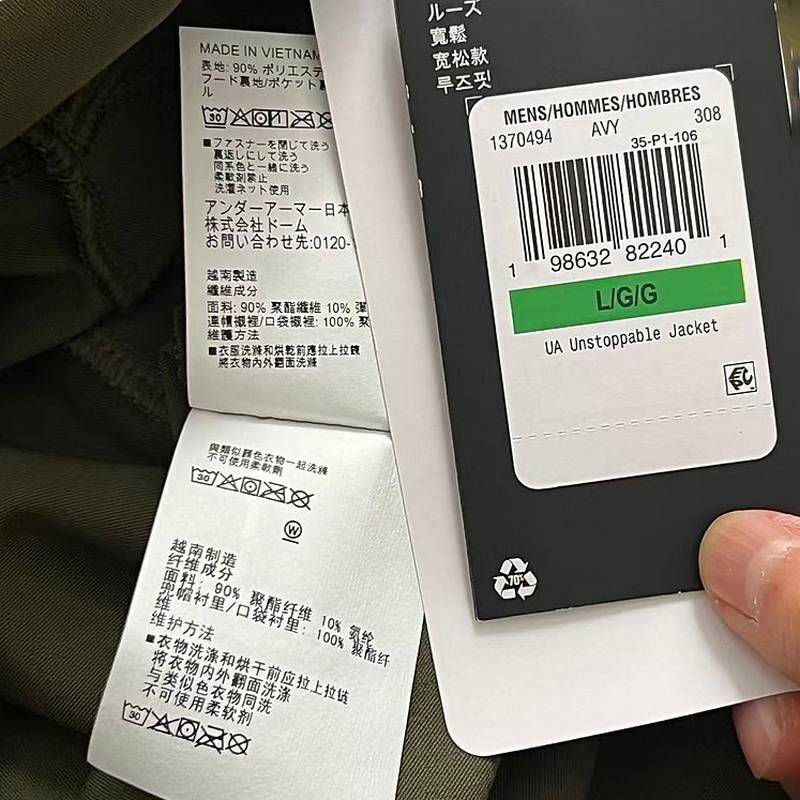 MADE IN VIETNAM
表地: 90% ポリエステ
フード裏地/ポケット裏
ル
30
■ファスナーを閉じて洗う
裏返しにして洗う
同系色と一緒に洗う
柔軟剤禁止
洗濯ネット使用
アンダーアーマー日本
株式会社ドーム
お問い合わせ先:0120-
越南製造
纖維成分
面料: 90% 聚酯纖維 10% 彈
連帽襯裡/口袋襯裡: 100% 聚
維護方法
■衣服洗滌和烘乾前應拉上拉鍊
將衣物內外翻面洗滌
與類似顏色衣物一起洗滌
不可使用柔軟劑
30
W
越南制造
纤维成分
面料: 90% 聚酯纤维 10% 氨纶
兜帽衬里/口袋衬里: 100% 聚酯纤
维
维护方法
■衣物洗涤和烘干前应拉上拉链
将衣物内外翻面洗涤
与类似色衣物同洗
不可使用柔软剂
30
ルーズ
寬鬆
宽松款
루즈핏
MENS/HOMMES/HOMBRES
1370494 AVY 308
35-P1-106
1 98632 82240 1
L/G/G
UA Unstoppable Jacket
70%